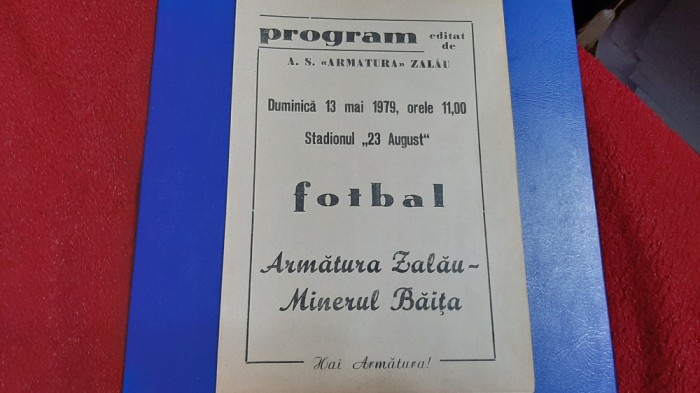 program editat
de
A. S. «ARMATURA» ZALĂU
Duminică 13 mai 1979, orele 11,00
Stadionul „23 August"
fotbal
Armătura Zalău –
Minerul Băița
Hai Armătura!